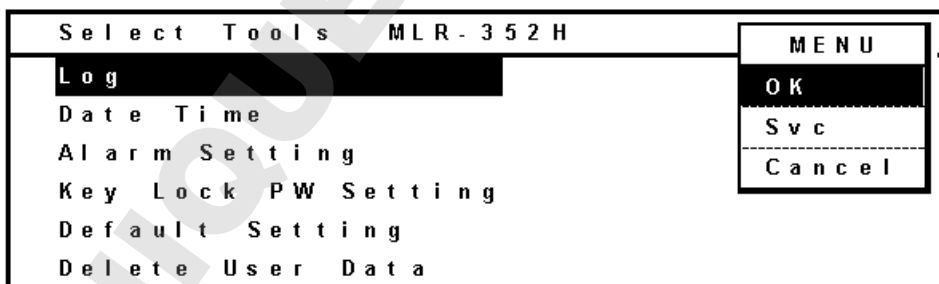 Select Tools MLR-352H
MENU
Log
OK
Date Time
Svc
Alarm Setting
Cancel
Key Lock PW Setting
Default Setting
Delete User Data